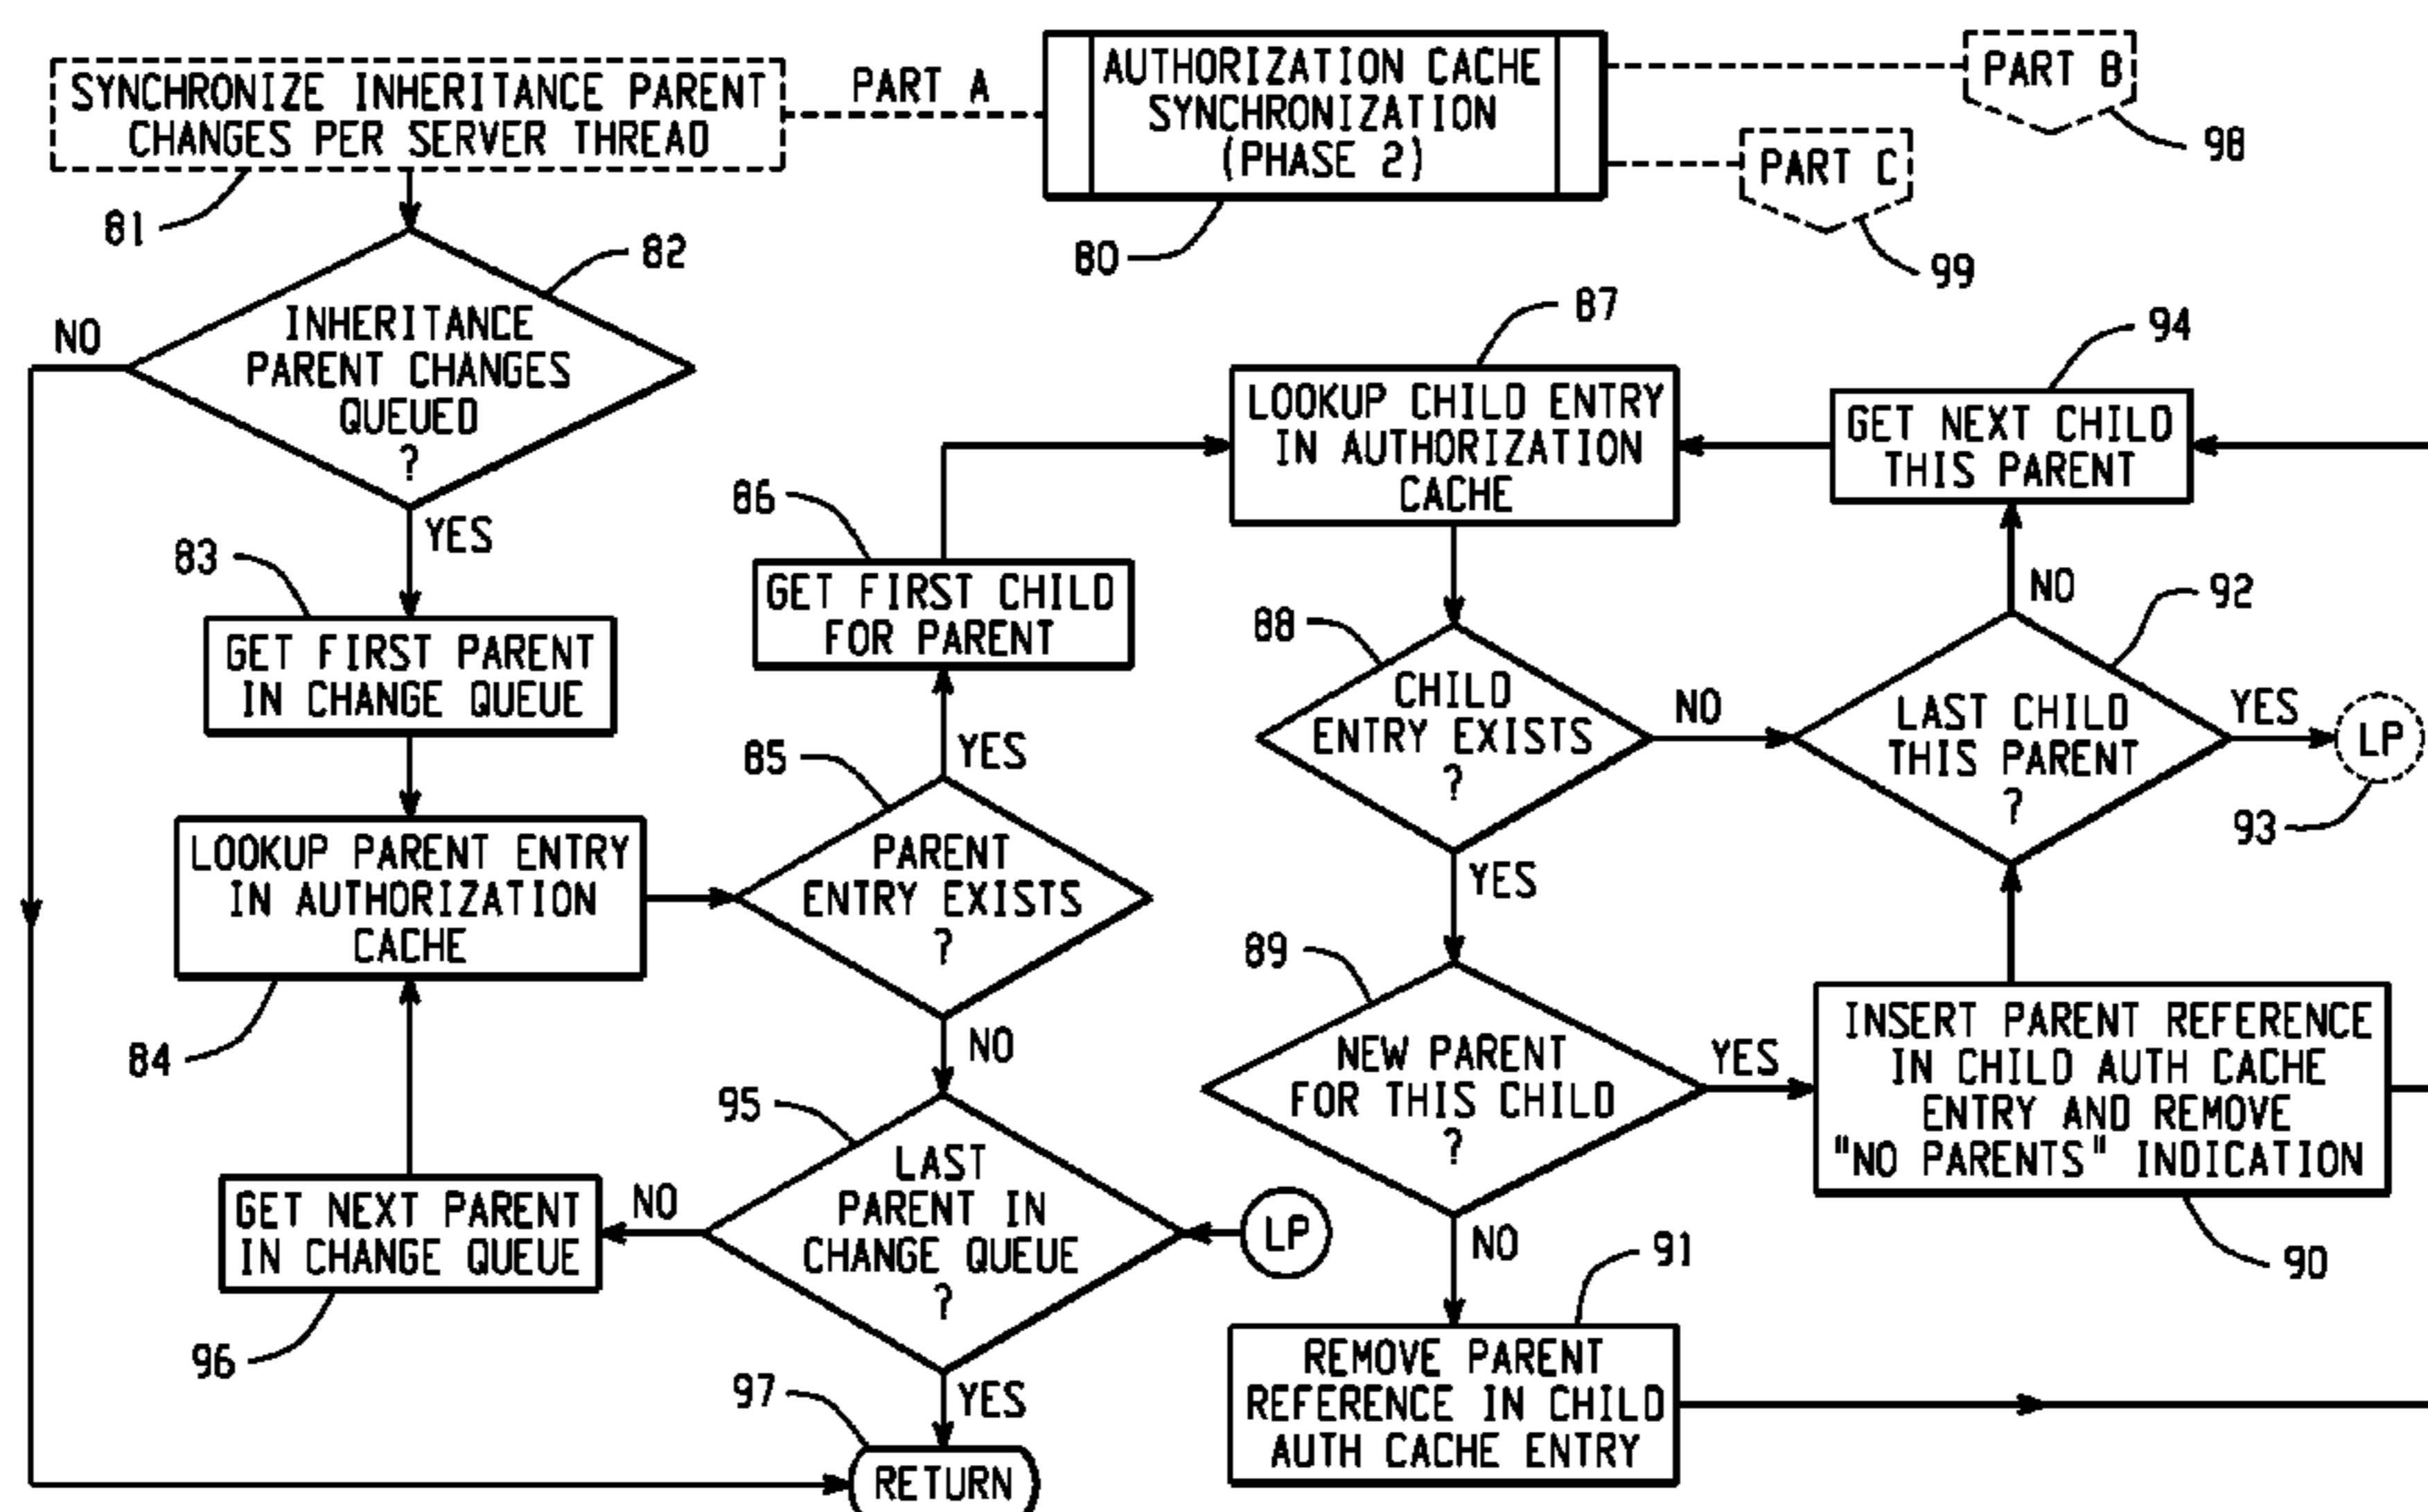 SYNCHRONIZE INHERITANCE PARENT
CHANGES PER SERVER THREAD
81
PART A
AUTHORIZATION CACHE
SYNCHRONIZATION
(PHASE 2)
80
PART B
98
PART C
99
INHERITANCE
PARENT CHANGES
QUEUED
?
82
NO
YES
GET FIRST PARENT
IN CHANGE QUEUE
83
LOOKUP PARENT ENTRY
IN AUTHORIZATION
CACHE
84
PARENT
ENTRY EXISTS
?
85
YES
NO
GET FIRST CHILD
FOR PARENT
86
LOOKUP CHILD ENTRY
IN AUTHORIZATION
CACHE
87
CHILD
ENTRY EXISTS
?
88
NO
YES
NEW PARENT
FOR THIS CHILD
?
89
YES
NO
INSERT PARENT REFERENCE
IN CHILD AUTH CACHE
ENTRY AND REMOVE
"NO PARENTS" INDICATION
90
REMOVE PARENT
REFERENCE IN CHILD
AUTH CACHE ENTRY
91
LAST CHILD
THIS PARENT
?
92
NO
YES
LP
93
GET NEXT CHILD
THIS PARENT
94
LAST
PARENT IN
CHANGE QUEUE
?
95
LP
NO
YES
GET NEXT PARENT
IN CHANGE QUEUE
96
RETURN
97